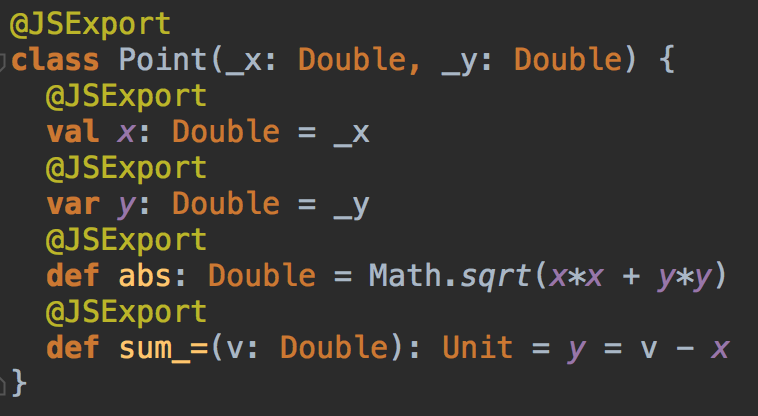 @JSExport
class Point(_x: Double, _y: Double) {
  @JSExport
  val x: Double = _x
  @JSExport
  var y: Double = _y
  @JSExport
  def abs: Double = Math.sqrt(x*x + y*y)
  @JSExport
  def sum_=(v: Double): Unit = y = v - x
}